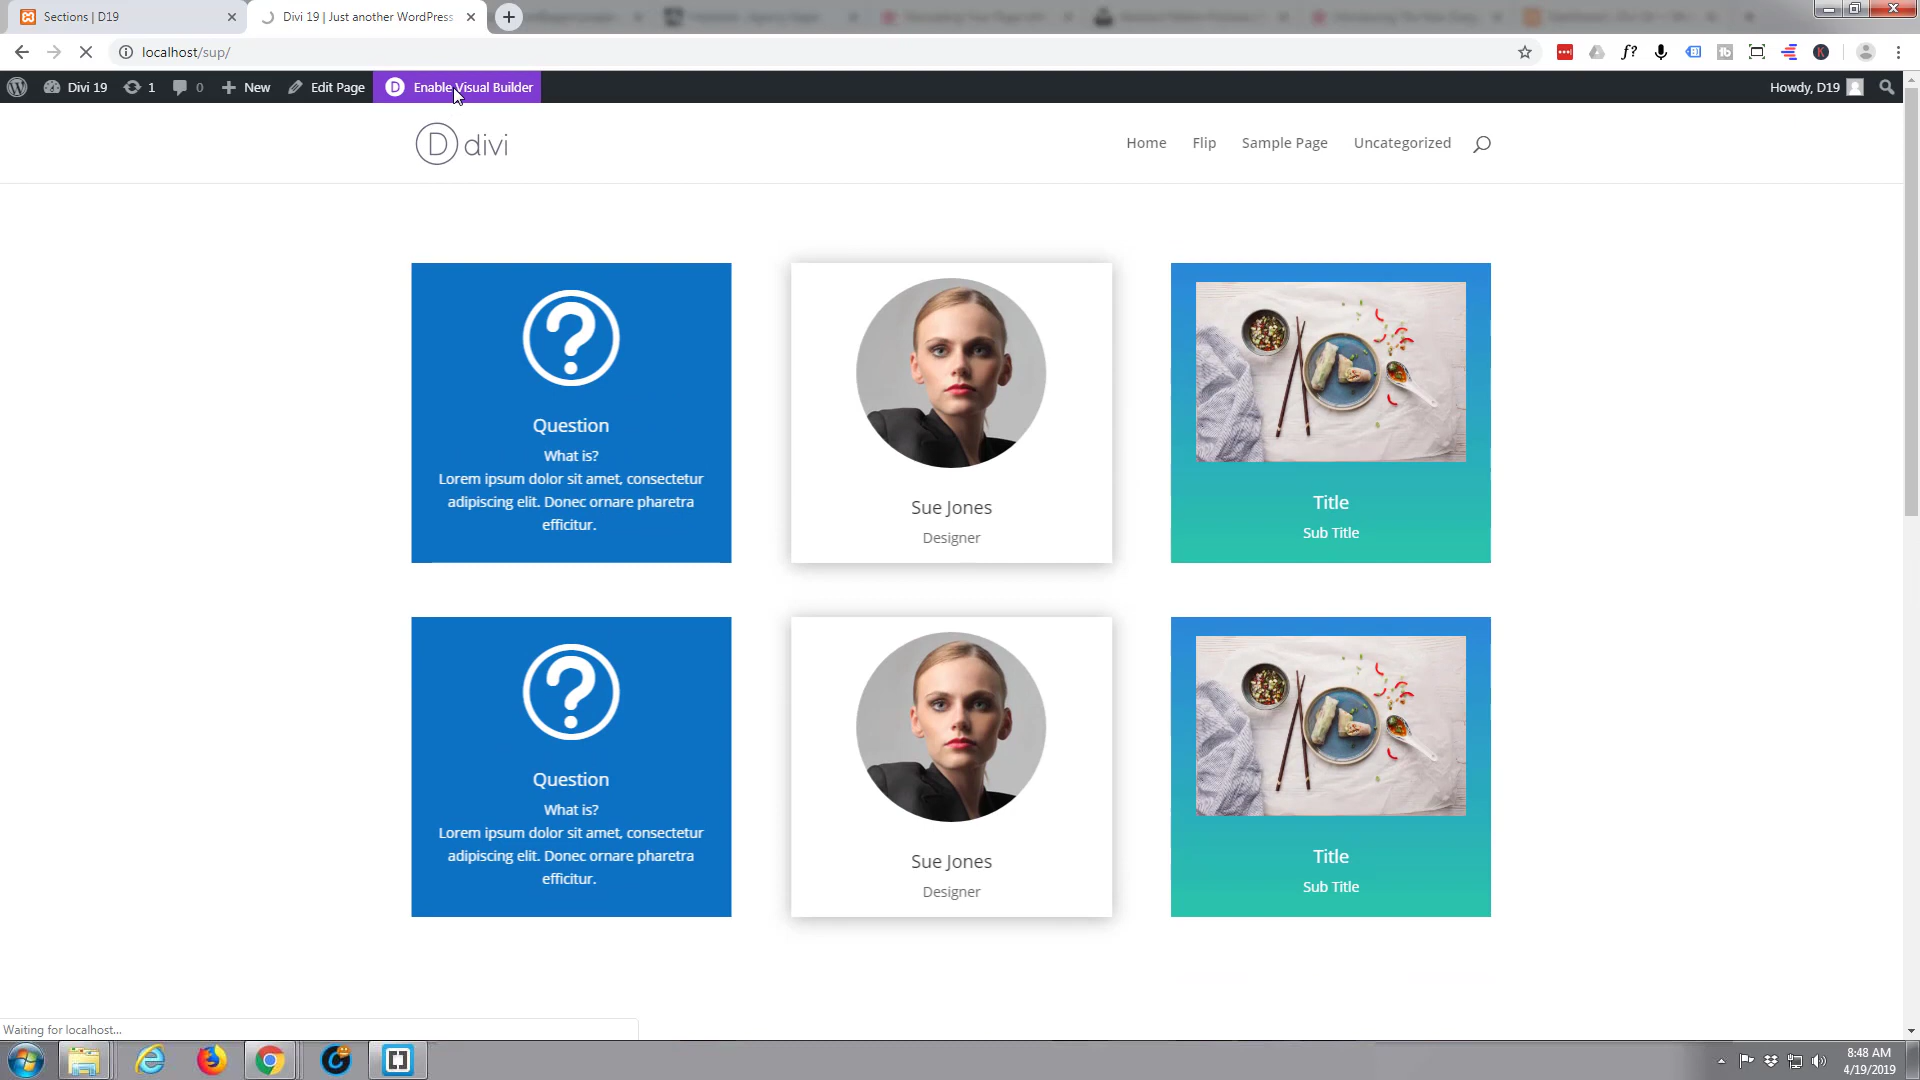 Sections | D19
Divi 19 | Just another WordPress
localhost/sup/
Divi 19
1
0
New
Edit Page
Enable Visual Builder
Howdy, D19
divi
Home
Flip
Sample Page
Uncategorized
Question
What is?
Lorem ipsum dolor sit amet, consectetur
adipiscing elit. Donec ornare pharetra
efficitur.
Sue Jones
Designer
Title
Sub Title
Question
What is?
Lorem ipsum dolor sit amet, consectetur
adipiscing elit. Donec ornare pharetra
efficitur.
Sue Jones
Designer
Title
Sub Title
Waiting for localhost...
8:48 AM
4/19/2019